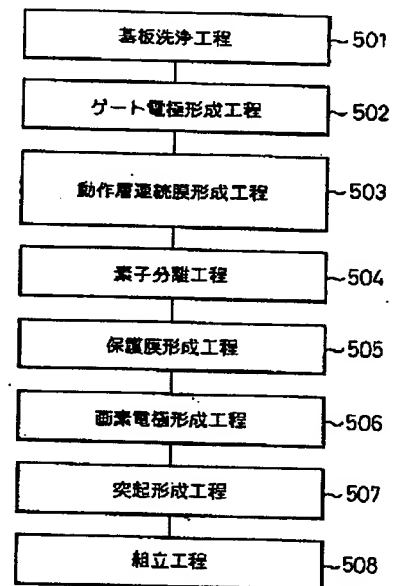 基板洗浄工程 501
ゲート電極形成工程 502
動作層連続膜形成工程 503
素子分離工程 504
保護膜形成工程 505
画素電極形成工程 506
突起形成工程 507
組立工程 508